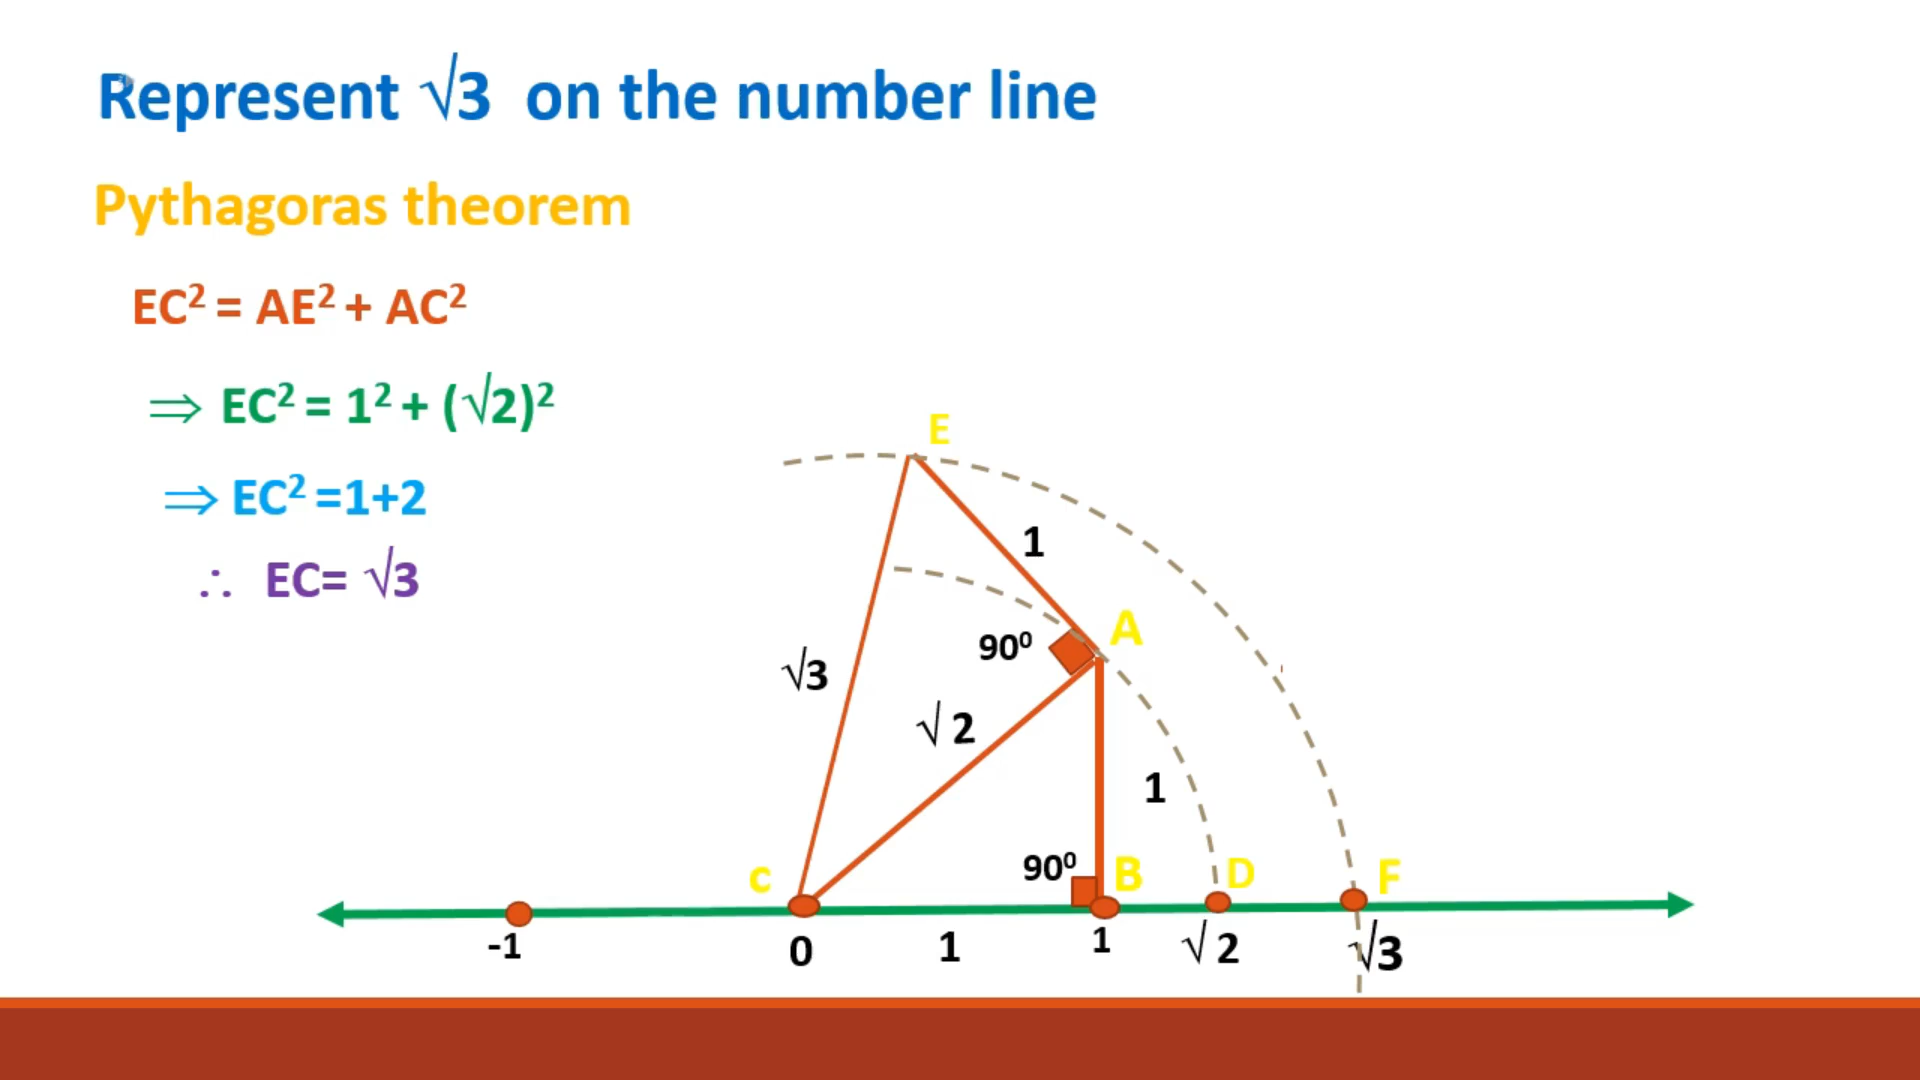 Represent √3 on the number line
Pythagoras theorem
EC² = AE² + AC²
⇒ EC² = 1² + (√2)²
⇒ EC² =1+2
∴ EC= √3
E
1
A
90⁰
√3
√ 2
1
90⁰
c
B
D
F
-1
0
1
1
√ 2
√3